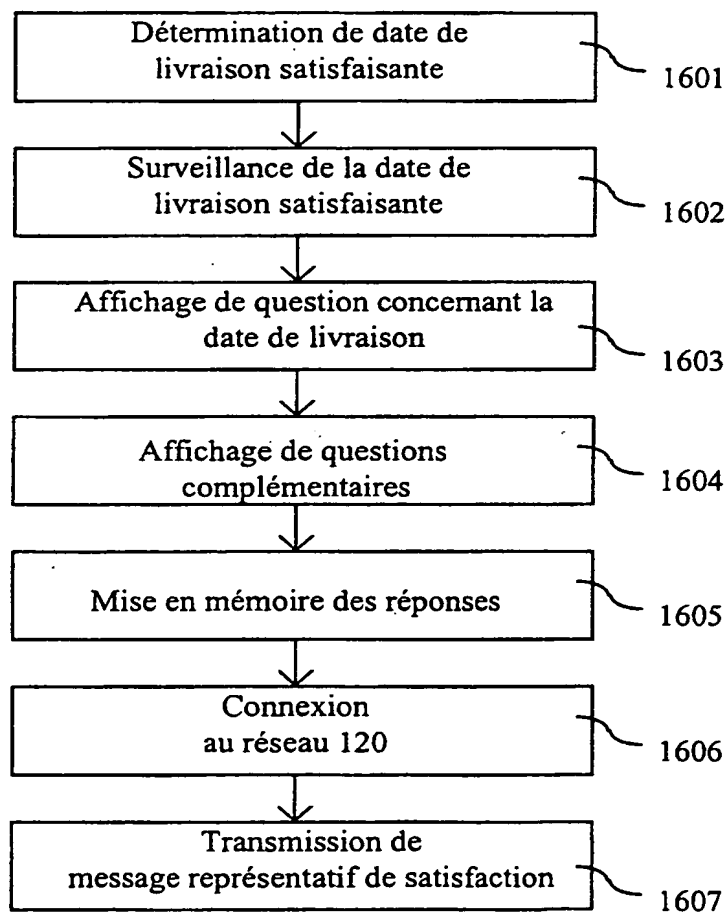 Détermination de date de
livraison satisfaisante
1601
Surveillance de la date de
livraison satisfaisante
1602
Affichage de question concernant la
date de livraison
1603
Affichage de questions
complémentaires
1604
Mise en mémoire des réponses
1605
Connexion
au réseau 120
1606
Transmission de
message représentatif de satisfaction
1607